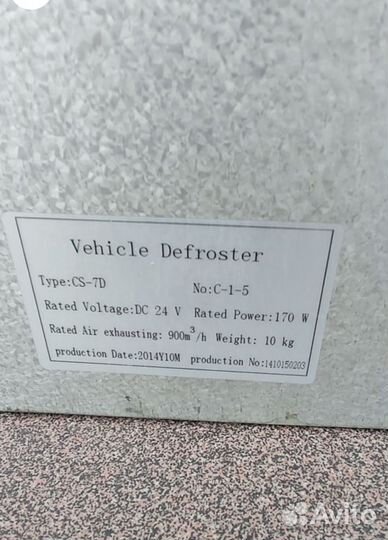 Vehicle Defroster
Type:CS-7D No:C-1-5
Rated Voltage:DC 24 V Rated Power:170 W
Rated Air exhausting: 900m³/h Weight: 10 kg
production Date:2014Y10M production No:1410150203
Avito